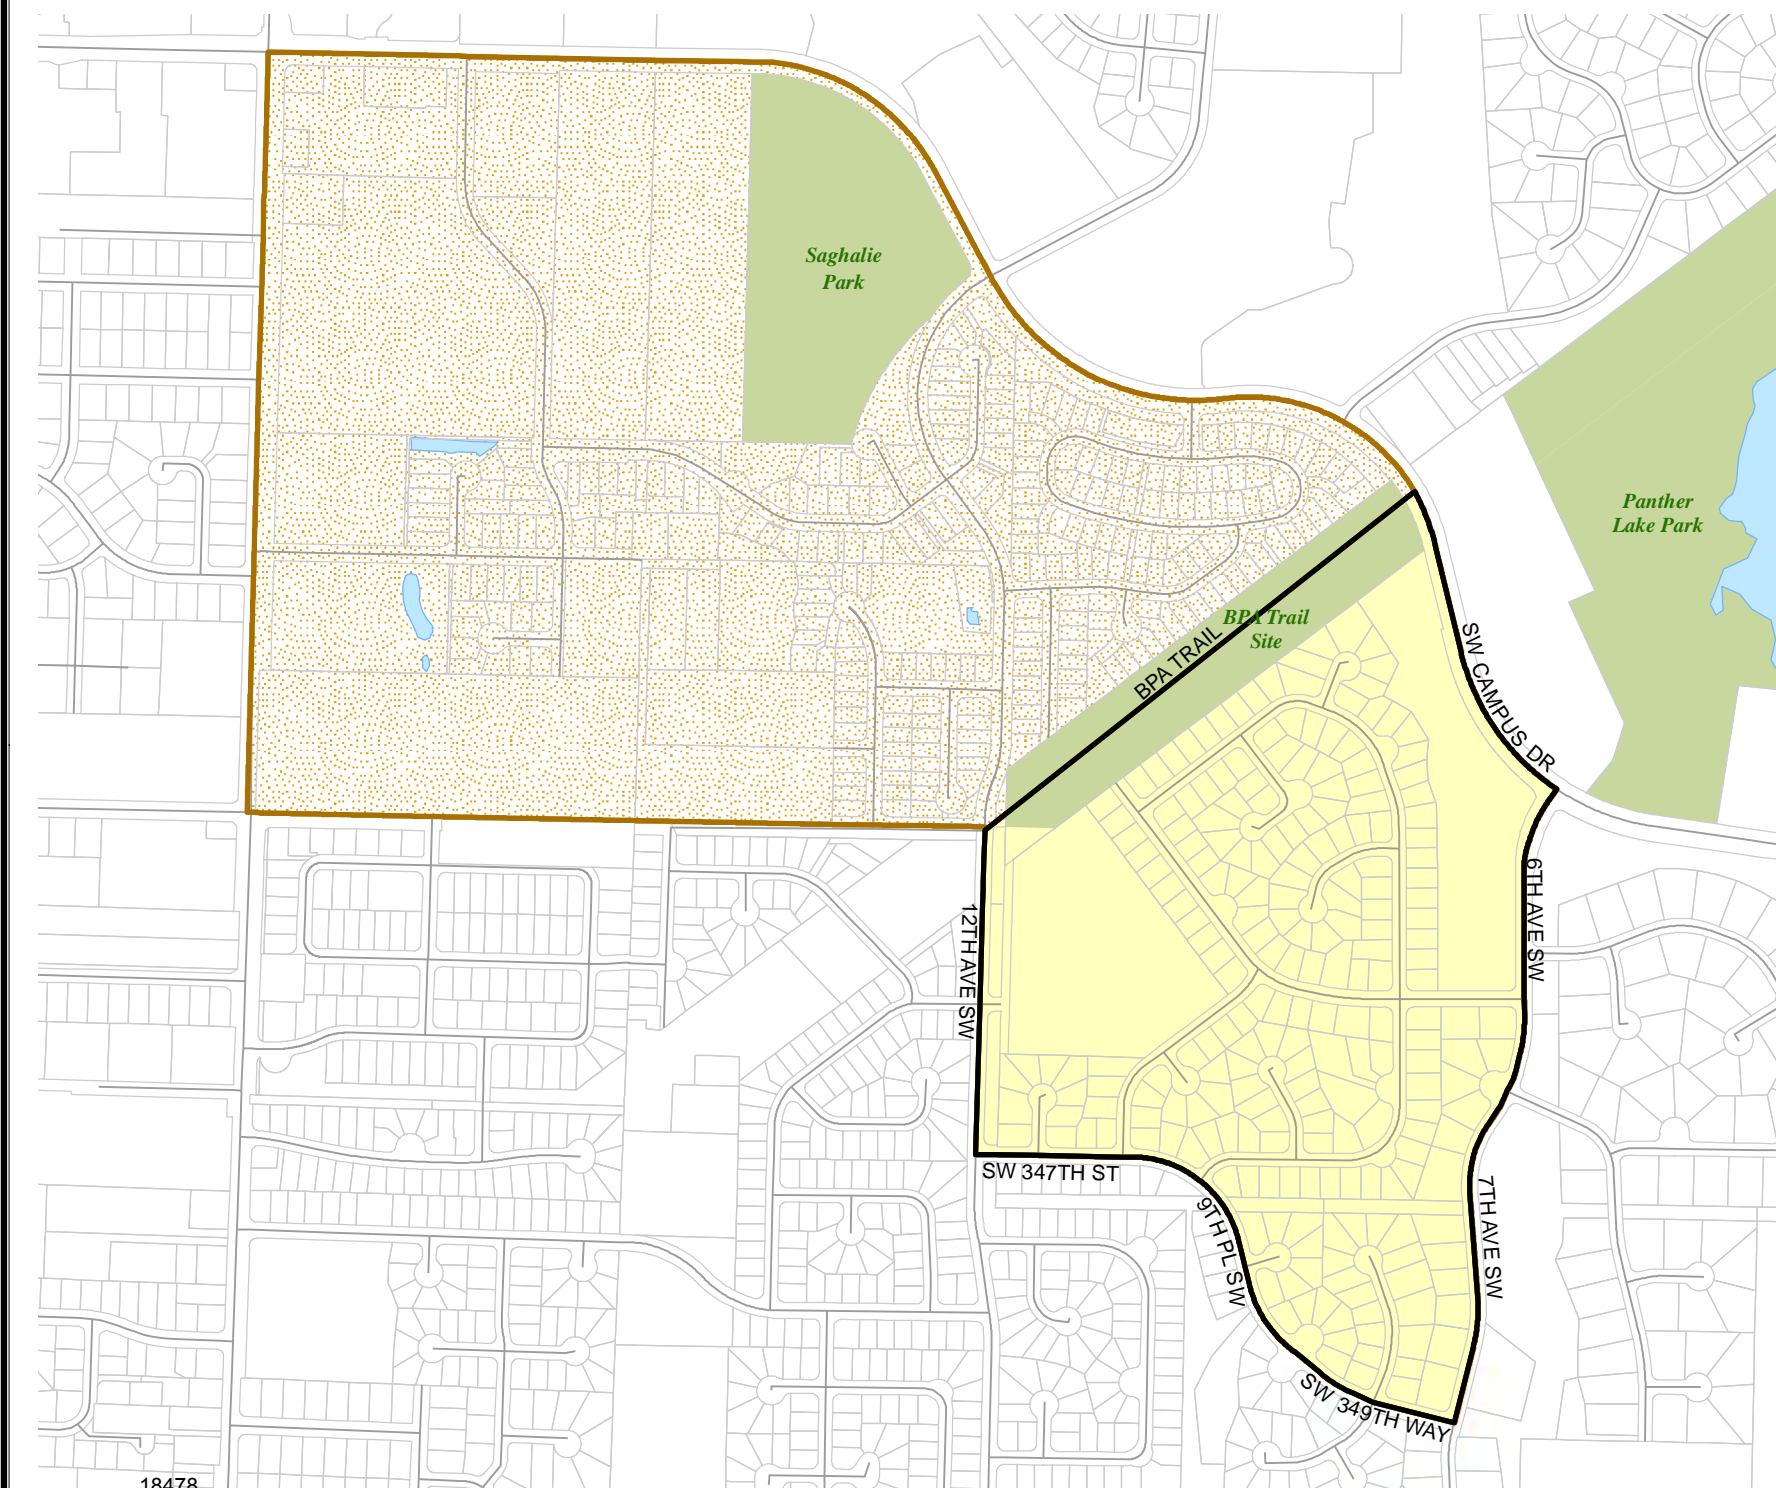 Saghalie
Park
Panther
Lake Park
BPA Trail
Site
BPA TRAIL
SW CAMPUS DR
6TH AVE SW
12TH AVE SW
SW 347TH ST
9TH PL SW
7TH AVE SW
SW 349TH WAY
18478